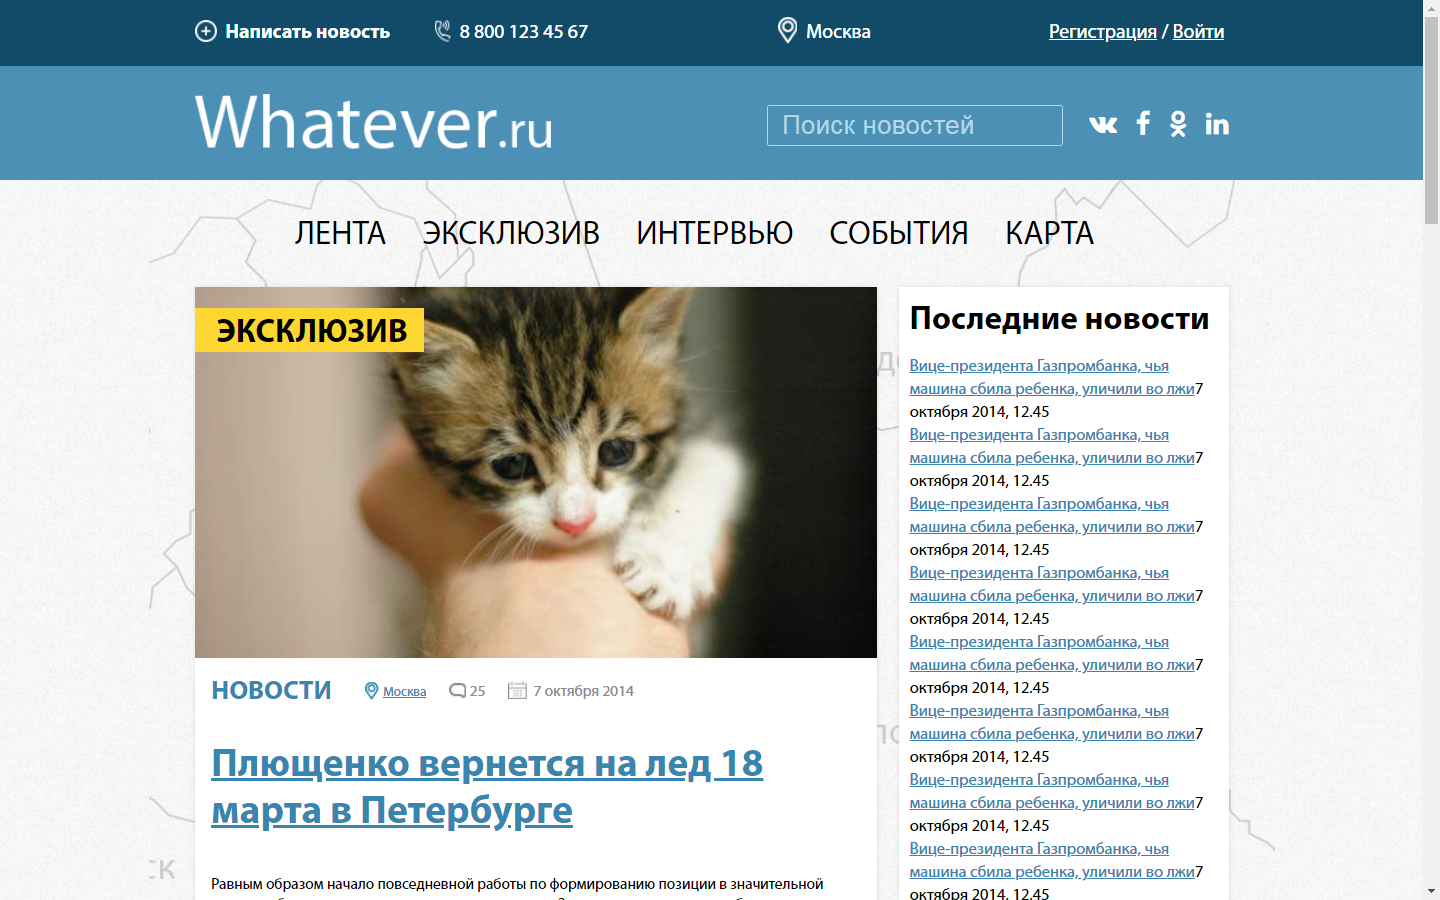 Написать новость
8 800 123 45 67
Москва
Регистрация / Войти
Whatever.ru
Поиск новостей
ЛЕНТА ЭКСКЛЮЗИВ ИНТЕРВЬЮ СОБЫТИЯ КАРТА
ЭКСКЛЮЗИВ
НОВОСТИ
Москва
25
7 октября 2014
Плющенко вернется на лед 18
марта в Петербурге
Равным образом начало повседневной работы по формированию позиции в значительной
Последние новости
Вице-президента Газпромбанка, чья
машина сбила ребенка, уличили во лжи7
октября 2014, 12.45
Вице-президента Газпромбанка, чья
машина сбила ребенка, уличили во лжи7
октября 2014, 12.45
Вице-президента Газпромбанка, чья
машина сбила ребенка, уличили во лжи7
октября 2014, 12.45
Вице-президента Газпромбанка, чья
машина сбила ребенка, уличили во лжи7
октября 2014, 12.45
Вице-президента Газпромбанка, чья
машина сбила ребенка, уличили во лжи7
октября 2014, 12.45
Вице-президента Газпромбанка, чья
машина сбила ребенка, уличили во лжи7
октября 2014, 12.45
Вице-президента Газпромбанка, чья
машина сбила ребенка, уличили во лжи7
октября 2014, 12.45
Вице-президента Газпромбанка, чья
машина сбила ребенка, уличили во лжи7
октября 2014, 12.45